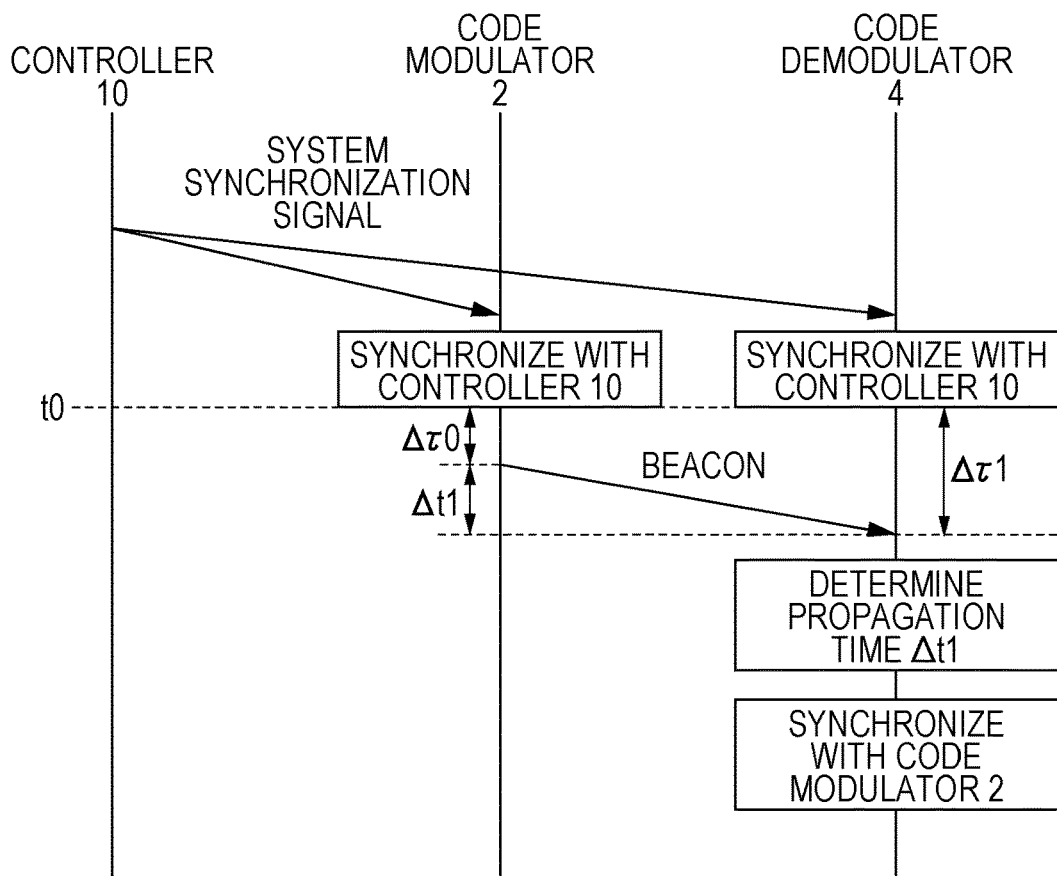 CONTROLLER
10
CODE
MODULATOR
2
CODE
DEMODULATOR
4
SYSTEM
SYNCHRONIZATION
SIGNAL
SYNCHRONIZE WITH
CONTROLLER 10
SYNCHRONIZE WITH
CONTROLLER 10
t0
Δτ0
BEACON
Δτ1
Δt1
DETERMINE
PROPAGATION
TIME Δt1
SYNCHRONIZE
WITH CODE
MODULATOR 2